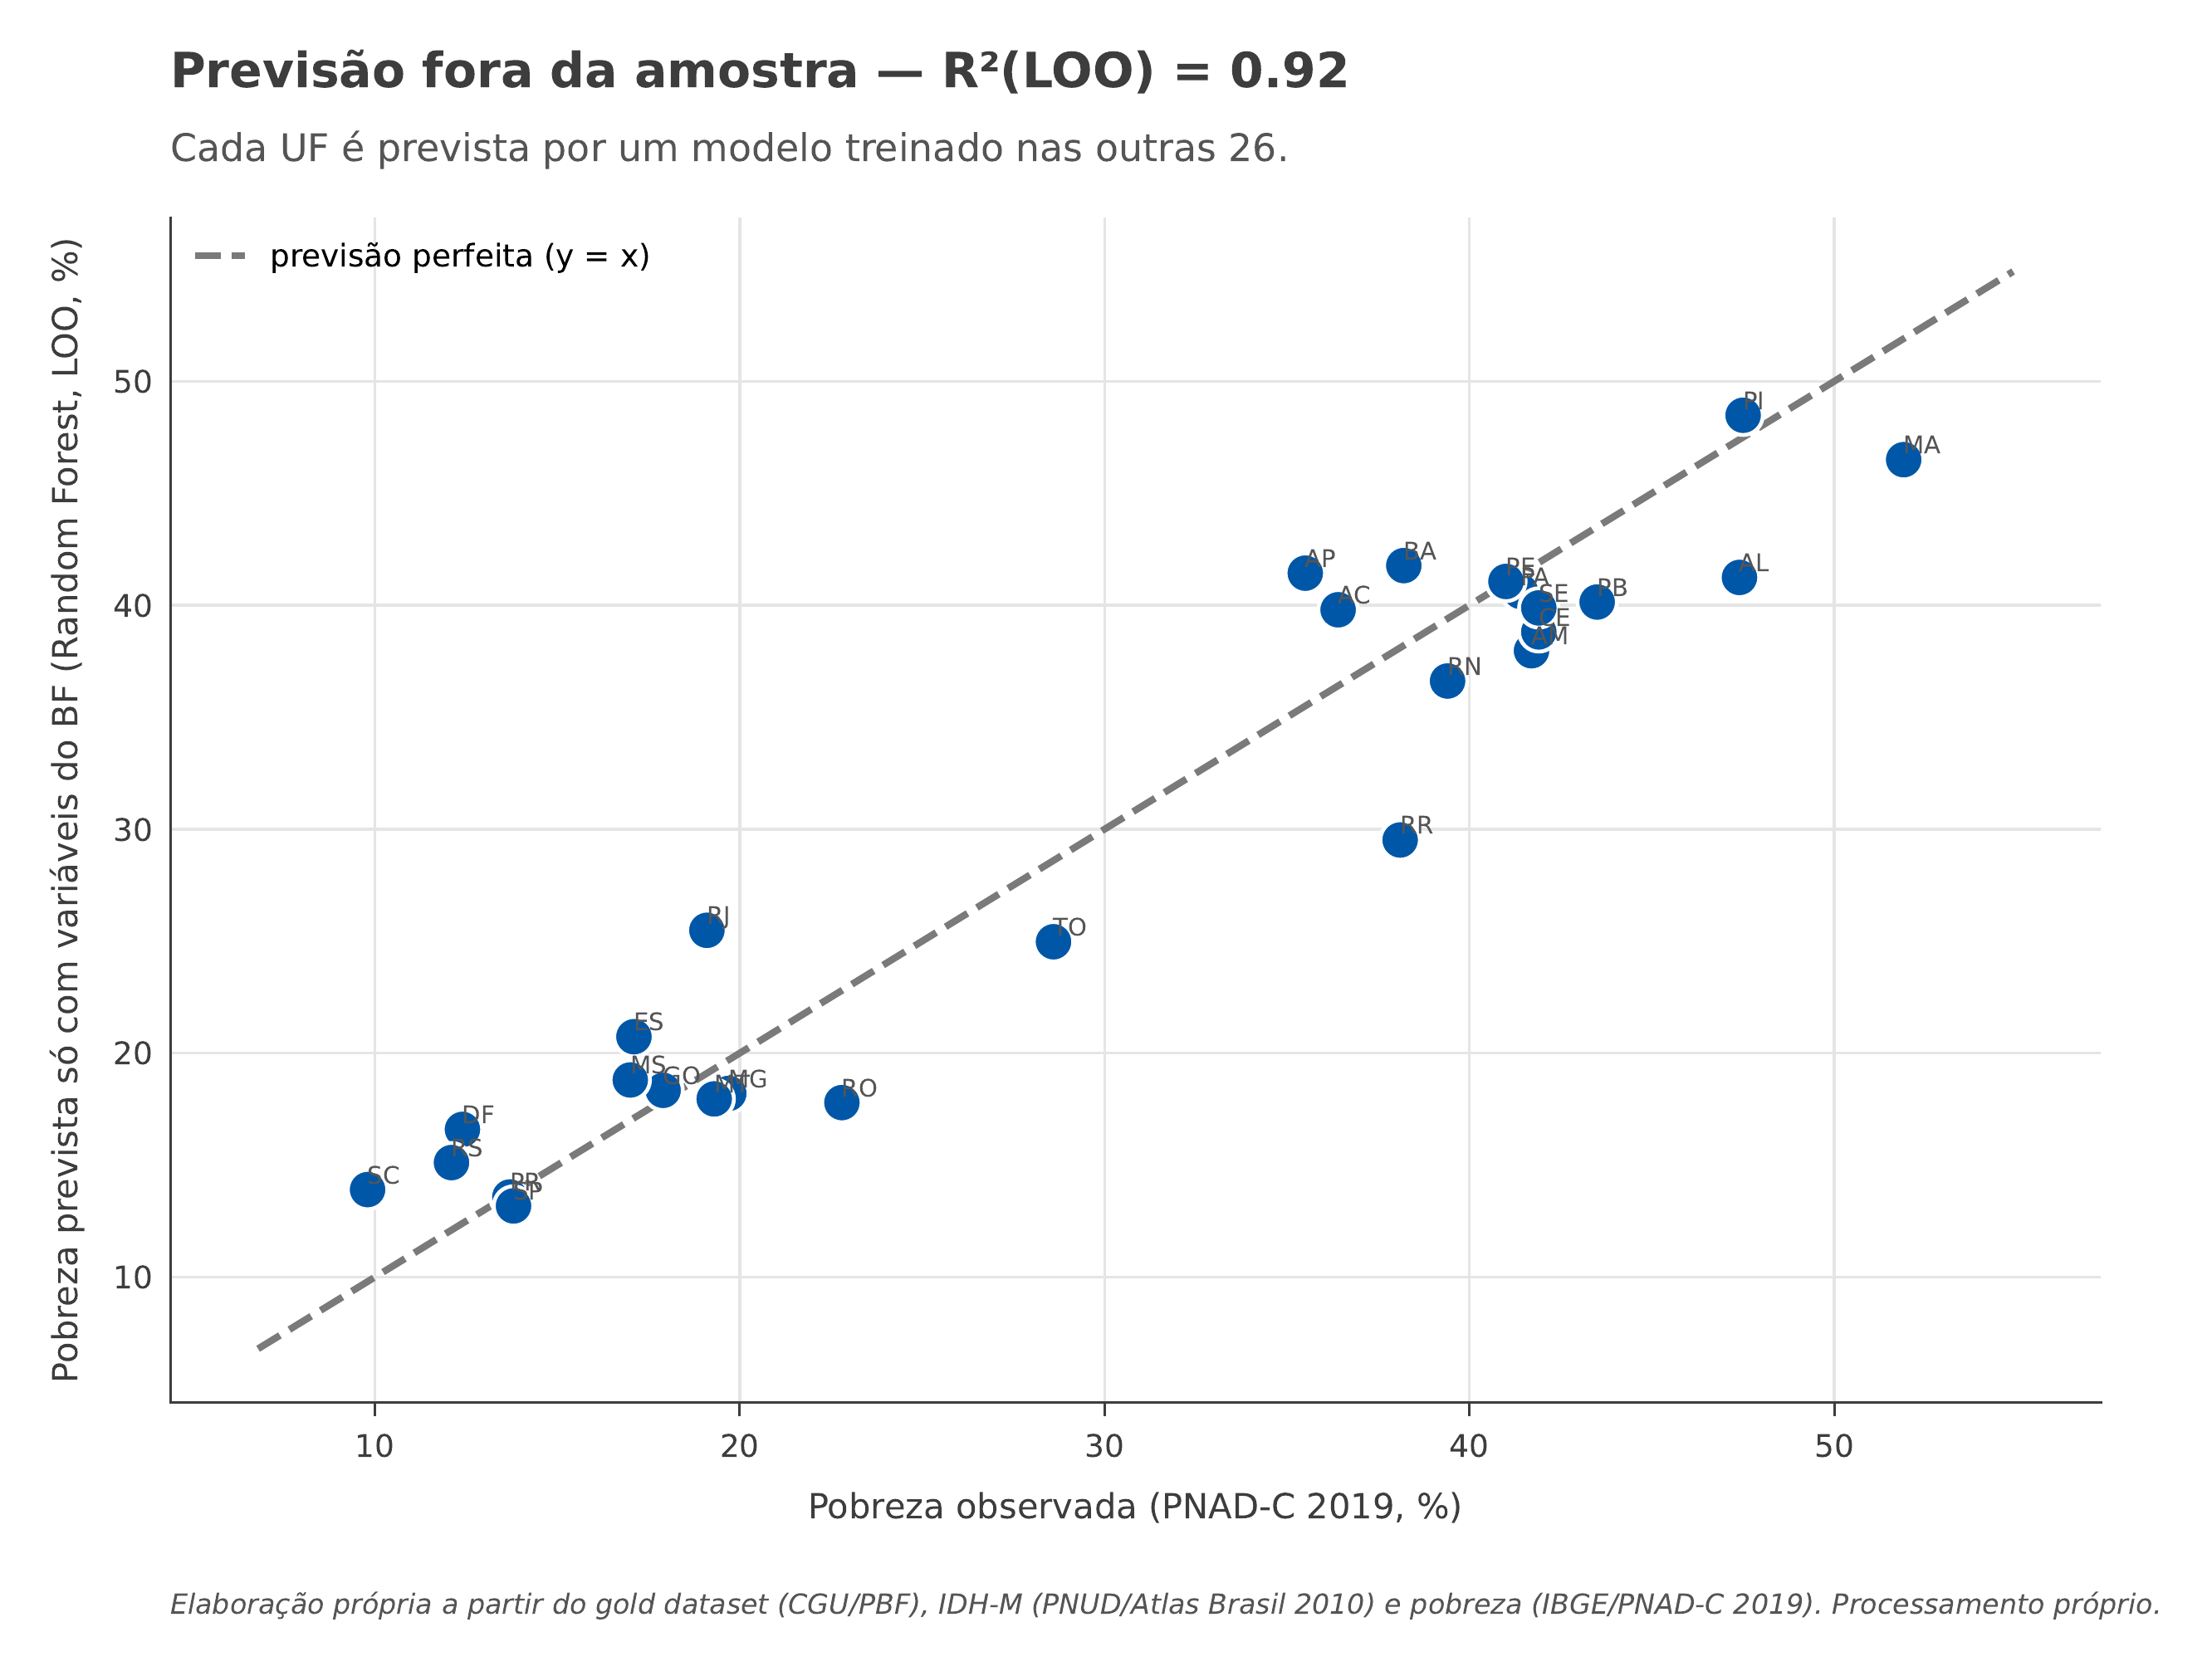 Previsão fora da amostra — R²(LOO) = 0.92
Cada UF é prevista por um modelo treinado nas outras 26.
previsão perfeita (y = x)
Pobreza prevista só com variáveis do BF (Random Forest, LOO, %)
50
40
30
20
10
PI
MA
AP
BA
AC
PE
PA
SE
CE
AM
PB
AL
RN
RR
RJ
TO
ES
MS
GO
MT
MG
RO
DF
RS
SC
PR
SP
10
20
30
40
50
Pobreza observada (PNAD-C 2019, %)
Elaboração própria a partir do gold dataset (CGU/PBF), IDH-M (PNUD/Atlas Brasil 2010) e pobreza (IBGE/PNAD-C 2019). Processamento próprio.